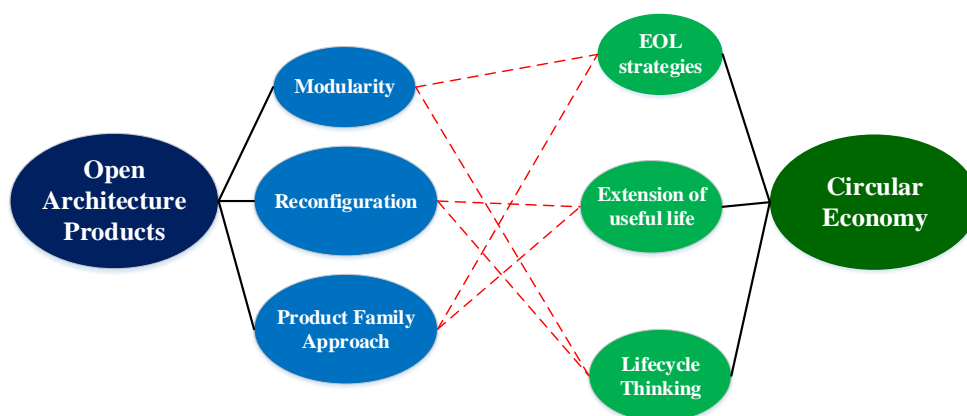 Open
Architecture
Products
Modularity
Reconfiguration
Product Family
Approach
EOL
strategies
Extension of
useful life
Lifecycle
Thinking
Circular
Economy